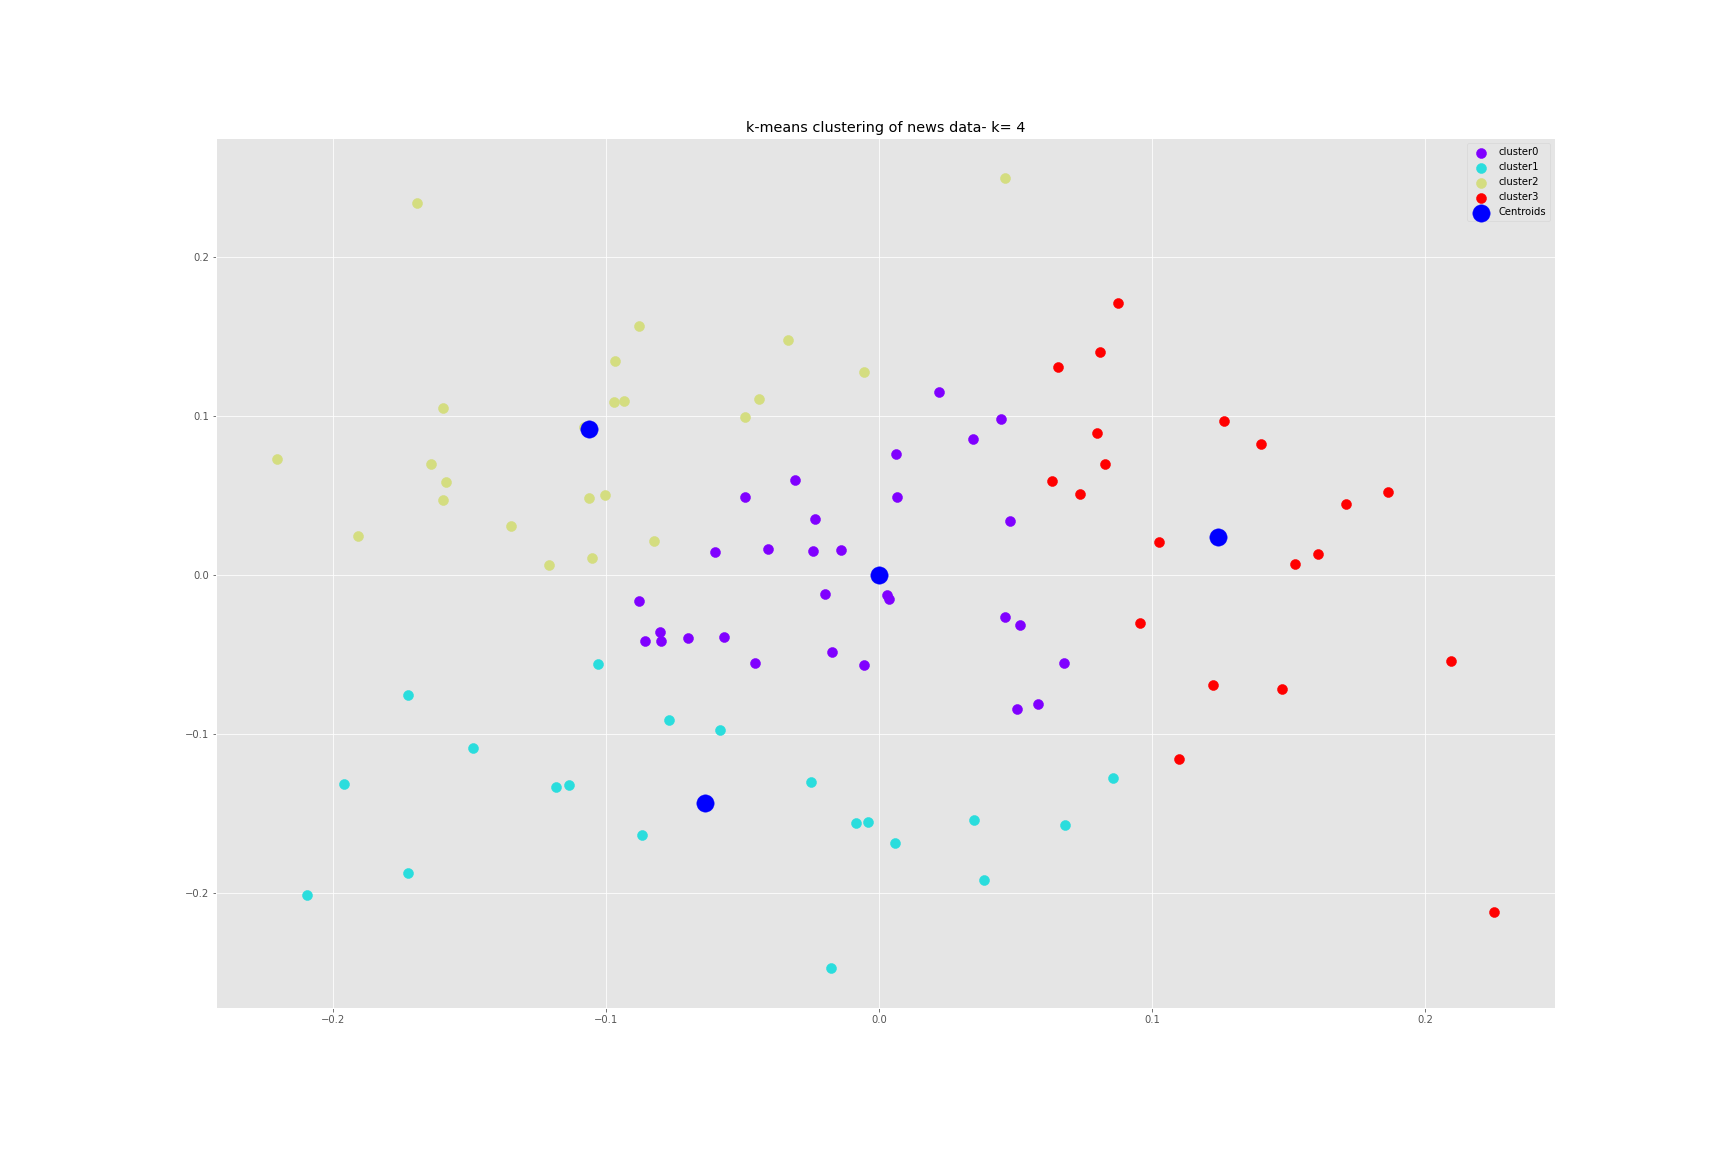 k-means clustering of news data- k= 4
cluster0
cluster1
cluster2
cluster3
Centroids
0.2
0.1
0.0
−0.1
−0.2
−0.2
−0.1
0.0
0.1
0.2